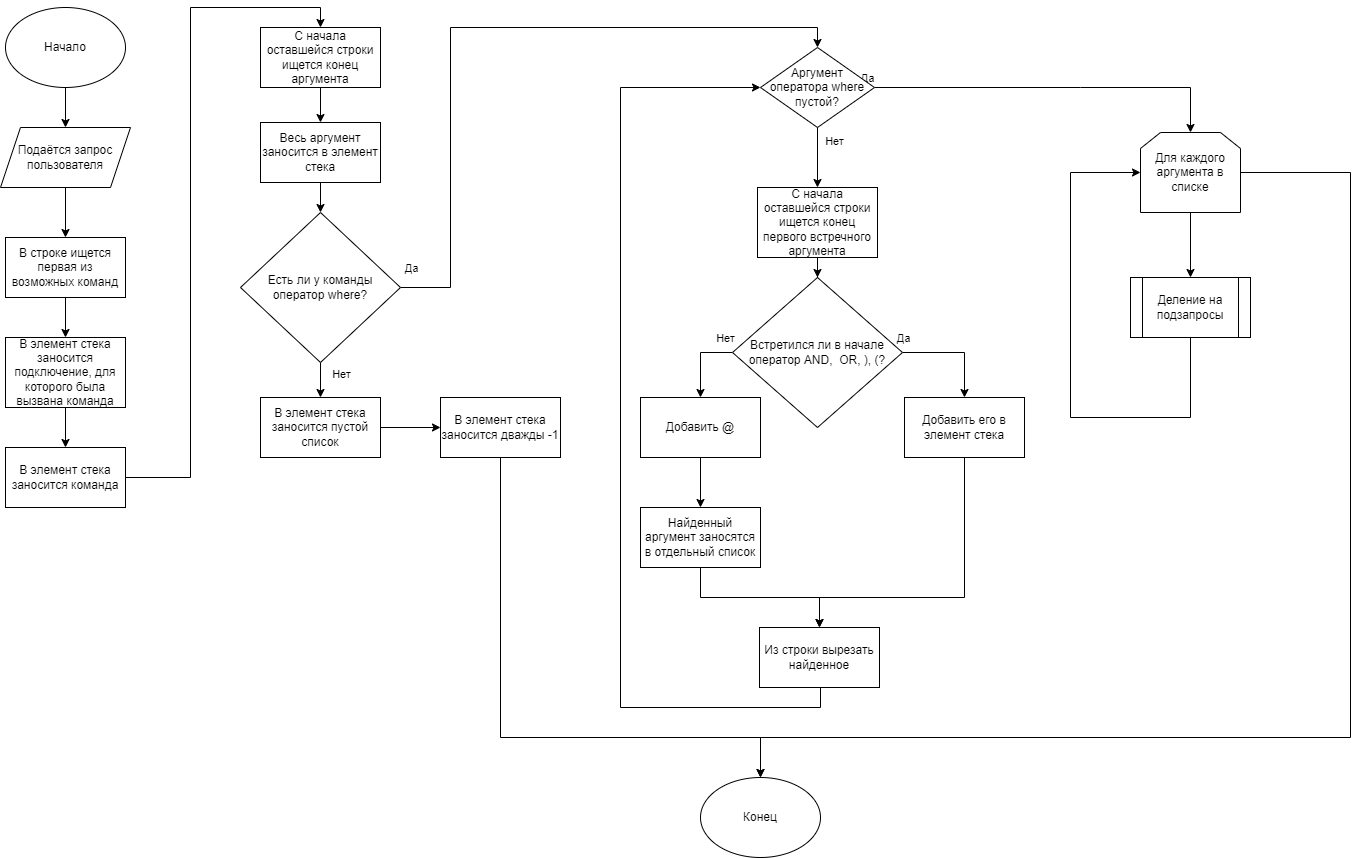 Начало
Подаётся запрос
пользователя
В строке ищется
первая из
возможных команд
В элемент стека
заносится
подключение, для
которого была
вызвана команда
В элемент стека
заносится команда
С начала
оставшейся строки
ищется конец
аргумента
Весь аргумент
заносится в элемент
стека
Есть ли у команды
оператор where?
Да
Нет
В элемент стека
заносится пустой
список
В элемент стека
заносится дважды -1
Аргумент
оператора where
пустой?
Да
Нет
С начала
оставшейся строки
ищется конец
первого встречного
аргумента
Встретился ли в начале
оператор AND,  OR, ), (?
Нет
Да
Добавить @
Добавить его в
элемент стека
Найденный
аргумент заносятся
в отдельный список
Из строки вырезать
найденное
Для каждого
аргумента в
списке
Деление на
подзапросы
Конец